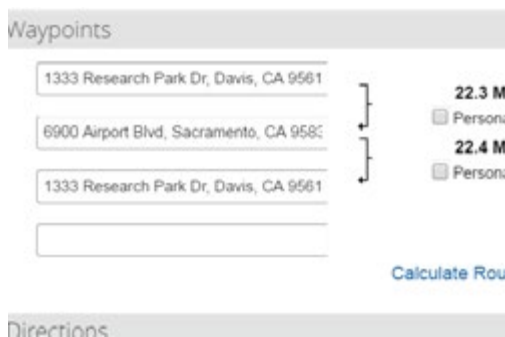 Waypoints
1333 Research Park Dr, Davis, CA 9561
22.3 M
Persona
6900 Airport Blvd, Sacramento, CA 958
22.4 M
Persona
1333 Research Park Dr, Davis, CA 9561
Calculate Rou
Directions